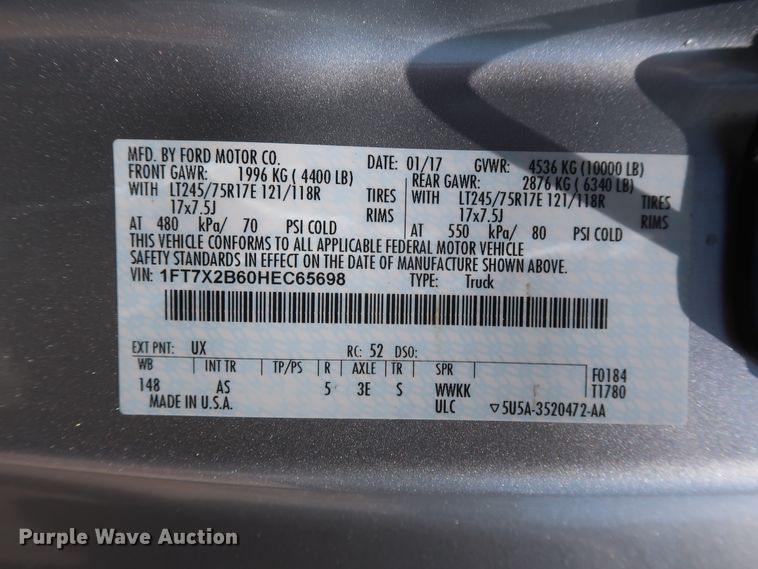 MFD. BY FORD MOTOR CO. DATE: 01/17 GVWR: 4536 KG (10000 LB)
FRONT GAWR: 1996 KG ( 4400 LB) REAR GAWR: 2876 KG ( 6340 LB)
WITH LT245/75R17E 121/118R TIRES WITH LT245/75R17E 121/118R TIRES
17x7.5J RIMS 17x7.5J RIMS
AT 480 kPa/ 70 PSI COLD AT 550 kPa/ 80 PSI COLD
THIS VEHICLE CONFORMS TO ALL APPLICABLE FEDERAL MOTOR VEHICLE
SAFETY STANDARDS IN EFFECT ON THE DATE OF MANUFACTURE SHOWN ABOVE.
VIN: 1FT7X2B60HEC65698 TYPE: Truck
EXT PNT: UX RC: 52 DSO:
WB INT TR TP/PS R AXLE TR SPR F0184
148 AS 5 3E S WWKK T1780
MADE IN U.S.A. ULC ▽5U5A-3520472-AA
Purple Wave Auction